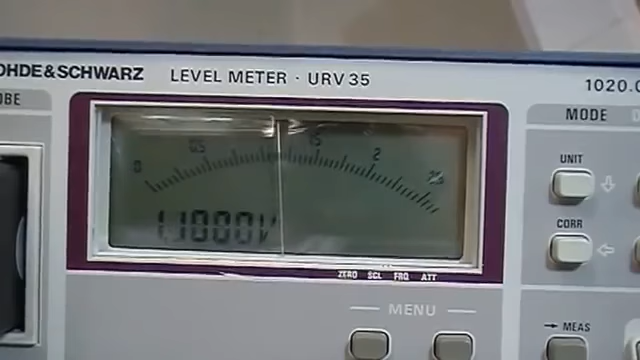 OHDE&SCHWARZ LEVEL METER · URV 35 1020.0
OBE MODE
0 0.5 1.5 2 2.5
UNIT
1.1000V
CORR
ZERO SCL FRQ ATT
MENU
→ MEAS